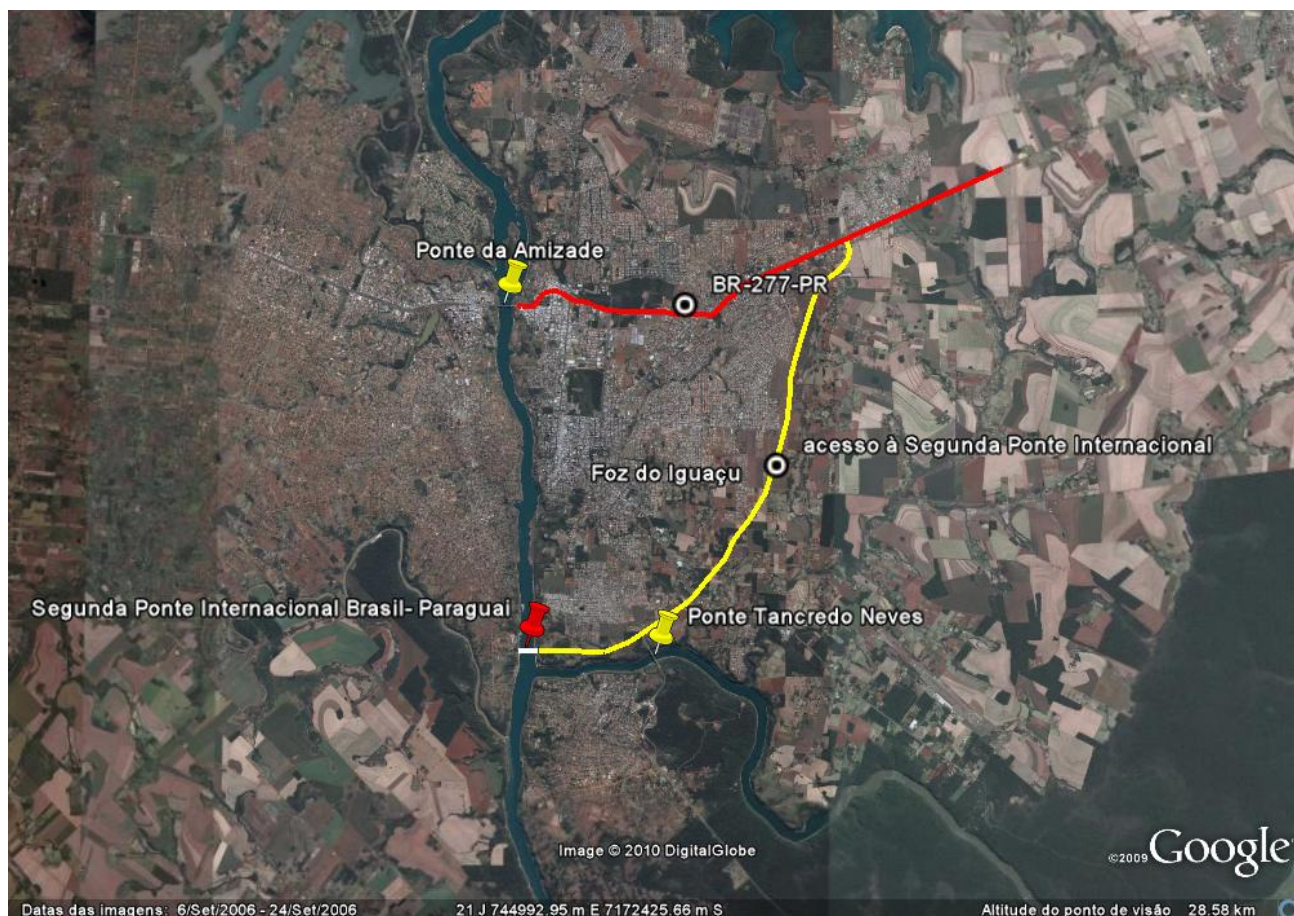 Ponte da Amizade
BR-277-PR
acesso à Segunda Ponte Internacional
Foz do Iguaçu
Segunda Ponte Internacional Brasil- Paraguai
Ponte Tancredo Neves
Image © 2010 DigitalGlobe
©2009 Google
Datas das imagens: 6/Set/2006 - 24/Set/2006 21 J 744992.95 m E 7172425.66 m S Altitude do ponto de visão 28.58 km